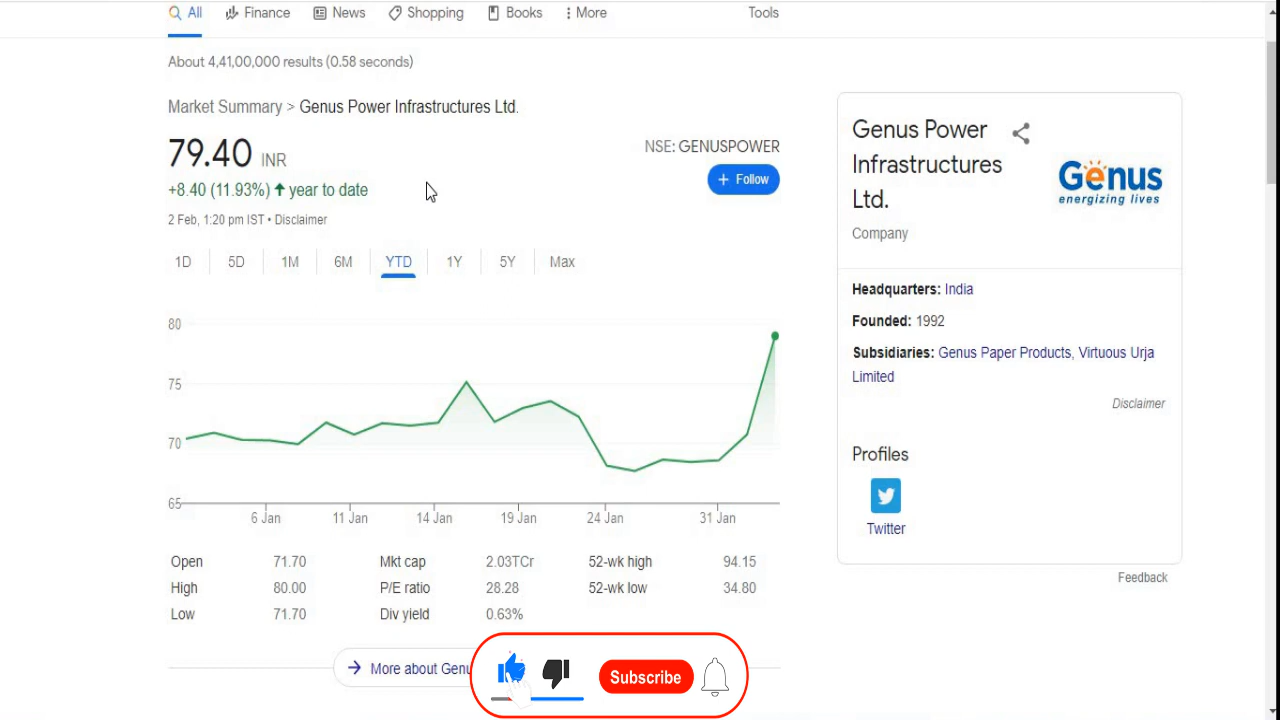 All Finance News Shopping Books More Tools
About 4,41,00,000 results (0.58 seconds)
Market Summary > Genus Power Infrastructures Ltd.
79.40 INR
+8.40 (11.93%) year to date
2 Feb, 1:20 pm IST • Disclaimer
NSE: GENUSPOWER
+ Follow
1D 5D 1M 6M YTD 1Y 5Y Max
80
75
70
65
6 Jan 11 Jan 14 Jan 19 Jan 24 Jan 31 Jan
Open 71.70 Mkt cap 2.03TCr 52-wk high 94.15
High 80.00 P/E ratio 28.28 52-wk low 34.80
Low 71.70 Div yield 0.63%
More about Genu
Subscribe
Genus Power
Infrastructures
Ltd.
Company
Genus
energizing lives
Headquarters: India
Founded: 1992
Subsidiaries: Genus Paper Products, Virtuous Urja
Limited
Disclaimer
Profiles
Twitter
Feedback